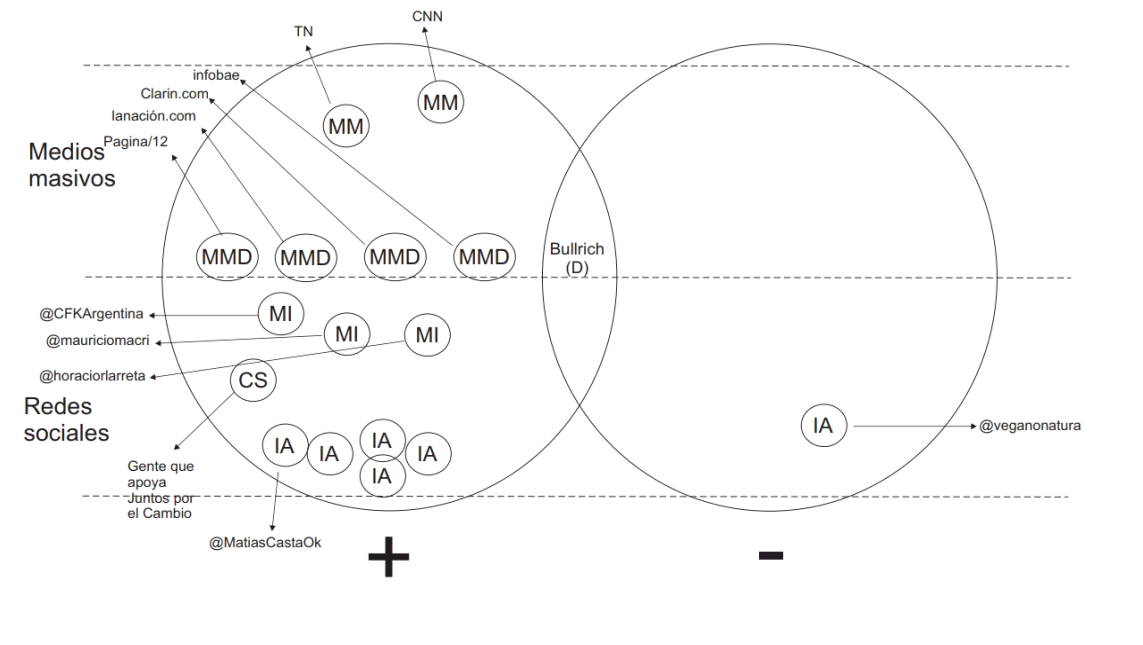 CNN
TN
infobae
Clarin.com
lanación.com
Pagina/12
Medios
masivos
MM
MM
MMD
MMD
MMD
MMD
Bullrich
(D)
@CFKArgentina
MI
@mauriciomacri
MI
MI
@horaciorlarreta
CS
Redes
sociales
IA
IA
IA
IA
IA
IA
@veganonatura
Gente que
apoya
Juntos por
el Cambio
@MatiasCastaOk
+
-